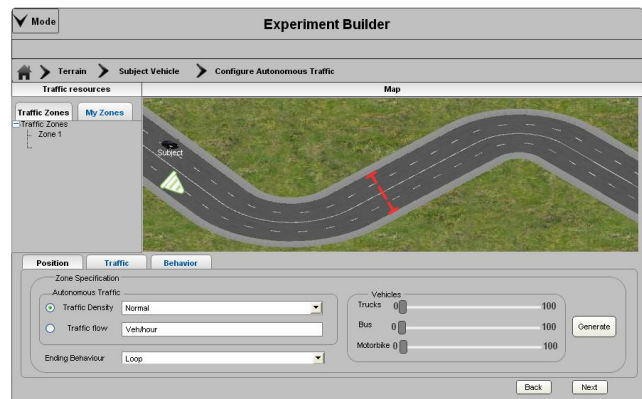 Mode
Experiment Builder
Terrain Subject Vehicle Configure Autonomous Traffic
Traffic resources Map
Traffic Zones My Zones
Traffic Zones
Zone 1
Subject
Position Traffic Behavior
Zone Specification
Autonomous Traffic
Traffic Density Normal
Traffic flow Veh/hour
Ending Behaviour Loop
Vehicles
Trucks 0 100
Bus 0 100
Motorbike 0 100
Generate
Back Next